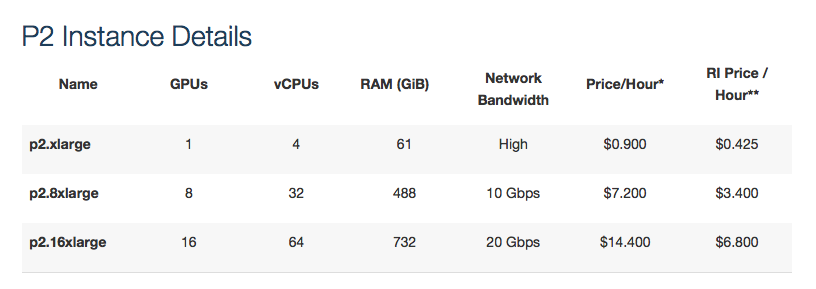 P2 Instance Details
Name GPUs vCPUs RAM (GiB) Network Bandwidth Price/Hour* RI Price / Hour**
p2.xlarge 1 4 61 High $0.900 $0.425
p2.8xlarge 8 32 488 10 Gbps $7.200 $3.400
p2.16xlarge 16 64 732 20 Gbps $14.400 $6.800